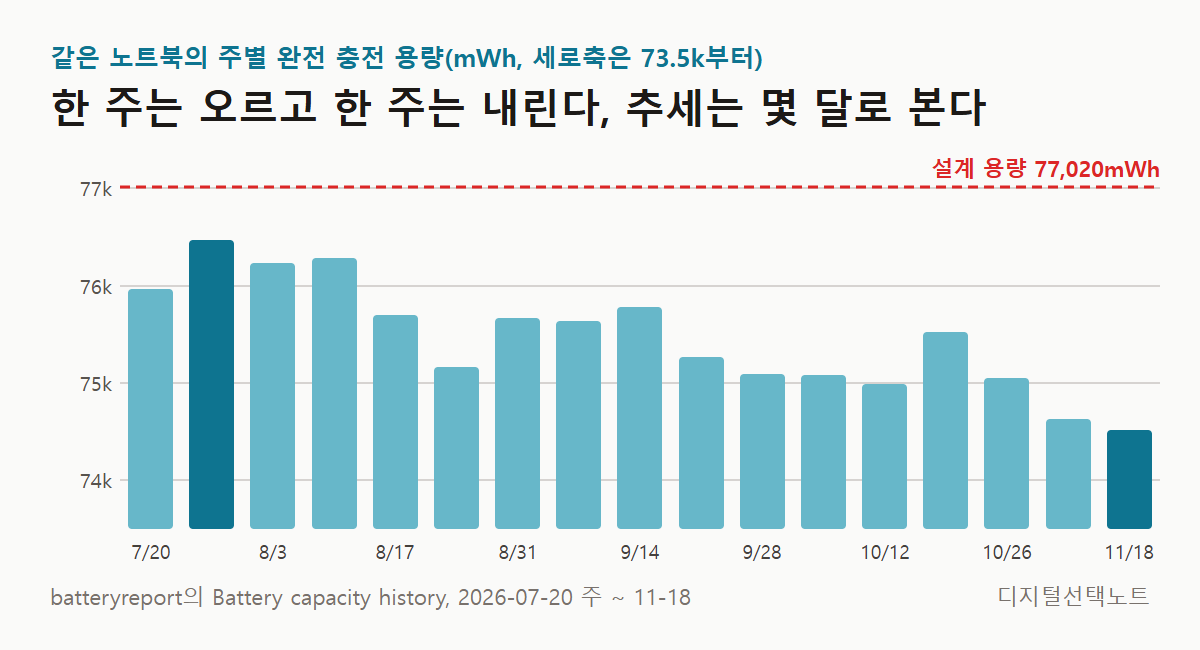 같은 노트북의 주별 완전 충전 용량(mWh, 세로축은 73.5k부터)
한 주는 오르고 한 주는 내린다, 추세는 몇 달로 본다
설계 용량 77,020mWh
77k
76k
75k
74k
7/20 8/3 8/17 8/31 9/14 9/28 10/12 10/26 11/18
batteryreport의 Battery capacity history, 2026-07-20 주 ~ 11-18
디지털선택노트